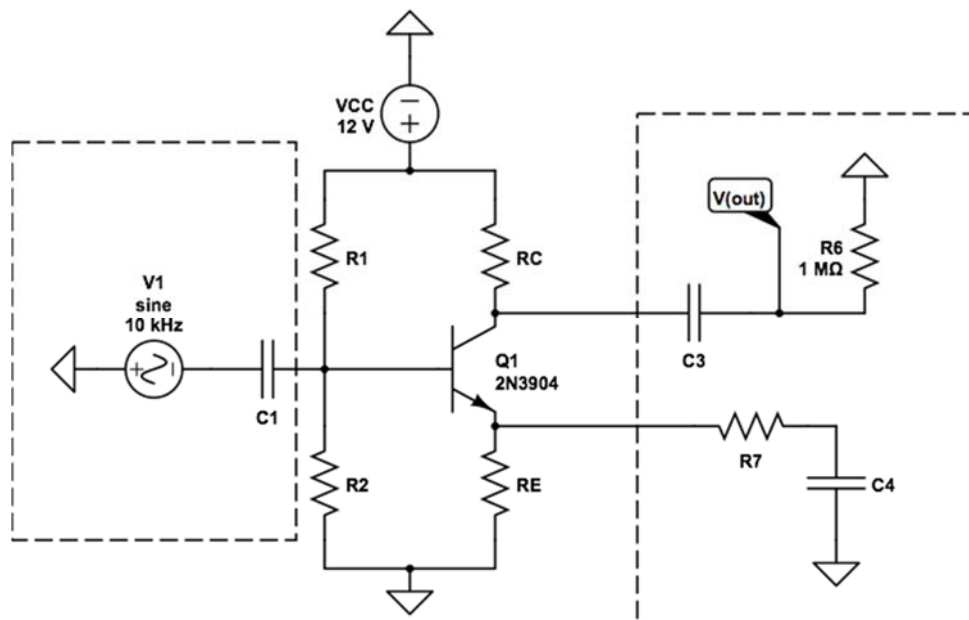 VCC
12 V
V(out)
R1
RC
R6
1 MΩ
V1
sine
10 kHz
C1
Q1
2N3904
C3
R2
RE
R7
C4